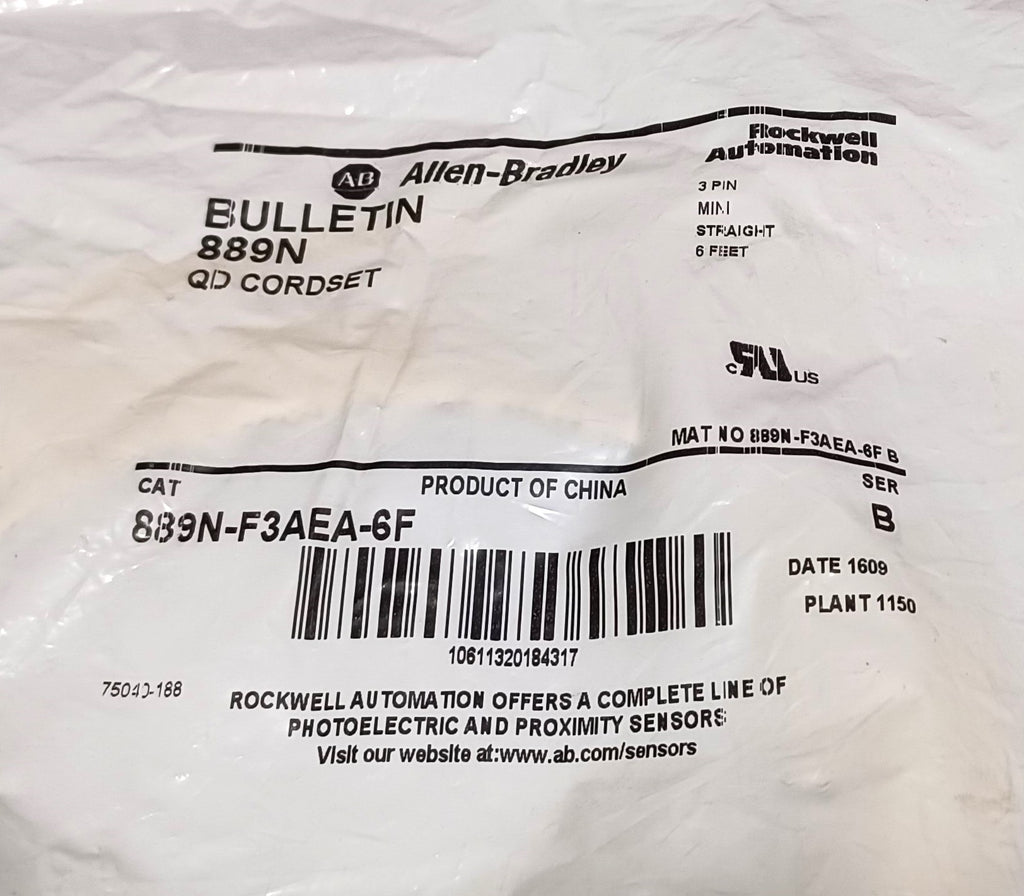 Rockwell
Automation
AB Allen-Bradley
BULLETIN
889N
QD CORDSET
3 PIN
MINI
STRAIGHT
6 FEET
c US
MAT NO 889N-F3AEA-6F B
CAT
PRODUCT OF CHINA
SER
889N-F3AEA-6F
B
DATE 1609
PLANT 1150
10611320184317
75040-188
ROCKWELL AUTOMATION OFFERS A COMPLETE LINE OF
PHOTOELECTRIC AND PROXIMITY SENSORS
Visit our website at:www.ab.com/sensors